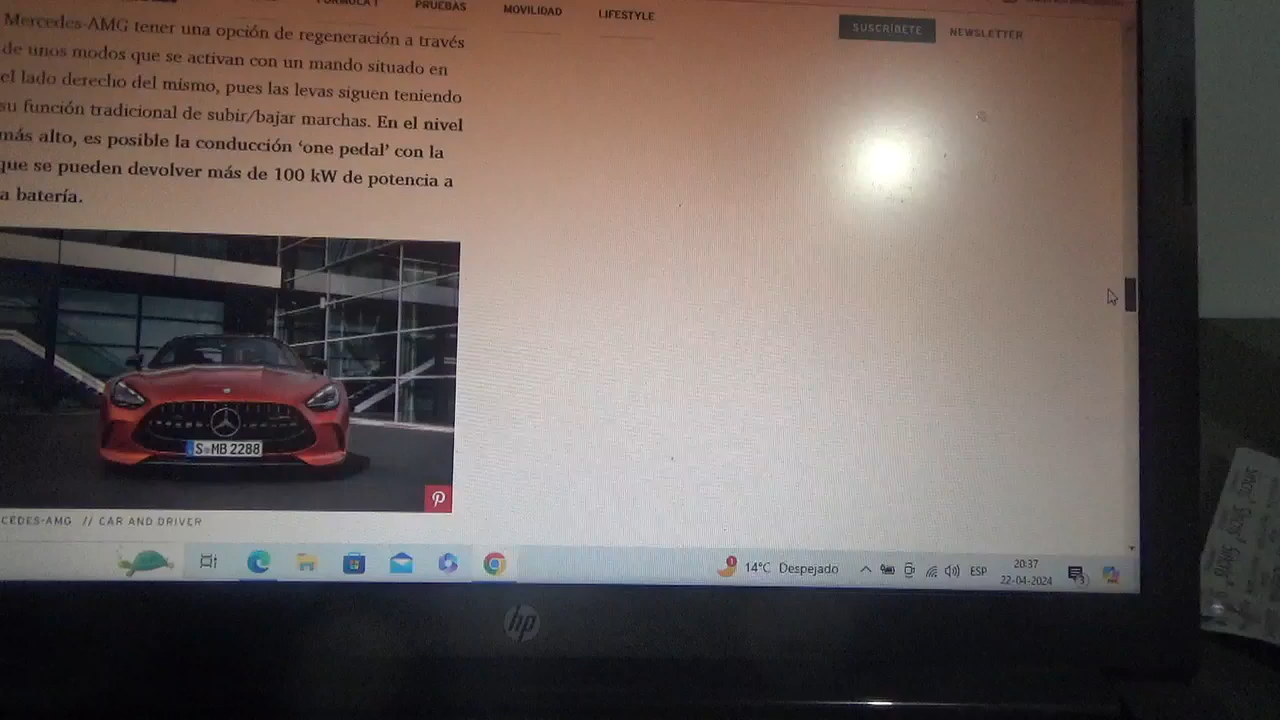 FORMULA 1
PRUEBAS
MOVILIDAD
LIFESTYLE
SUSCRÍBETE
NEWSLETTER
Mercedes-AMG tener una opción de regeneración a través
de unos modos que se activan con un mando situado en
el lado derecho del mismo, pues las levas siguen teniendo
su función tradicional de subir/bajar marchas. En el nivel
más alto, es posible la conducción ‘one pedal’ con la
que se pueden devolver más de 100 kW de potencia a
a batería.
S MB 2288
CEDES-AMG // CAR AND DRIVER
14°C Despejado
ESP
20:37
22-04-2024
3
hp